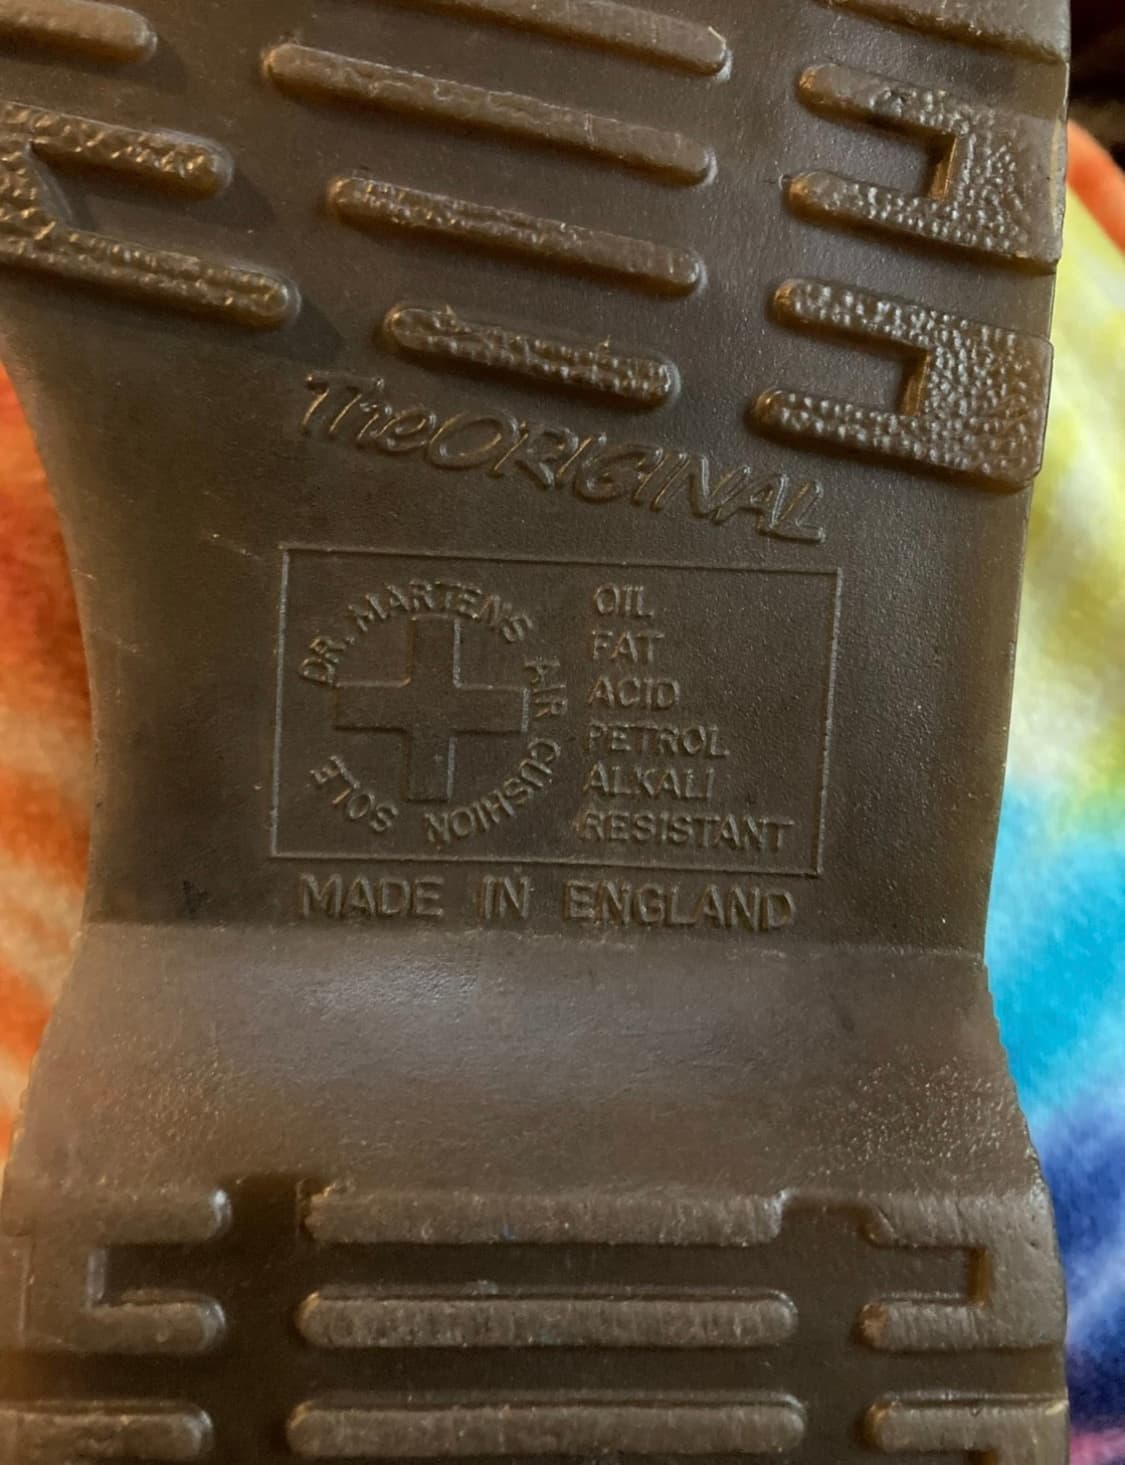 The ORIGINAL
DR. MARTENS AIR CUSHION SOLE
OIL
FAT
ACID
PETROL
ALKALI
RESISTANT
MADE IN ENGLAND